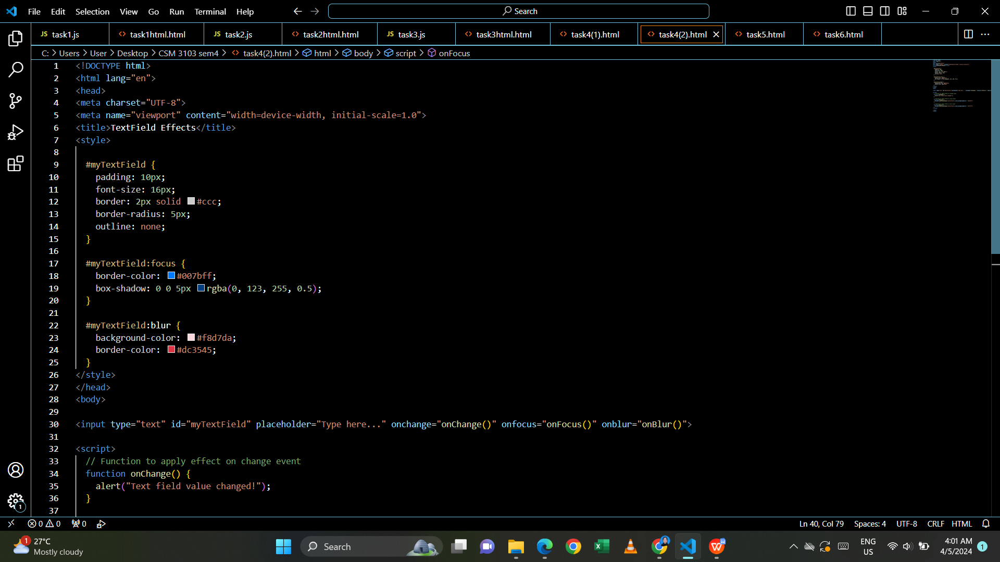 File Edit Selection View Go Run Terminal Help Search
JS task1.js task1html.html JS task2.js task2html.html JS task3.js task3html.html task4(1).html task4(2).html task5.html task6.html
C: > Users > User > Desktop > CSM 3103 sem4 > task4(2).html > html > body > script > onFocus
1 <!DOCTYPE html>
2 <html lang="en">
3 <head>
4 <meta charset="UTF-8">
5 <meta name="viewport" content="width=device-width, initial-scale=1.0">
6 <title>TextField Effects</title>
7 <style>
8
9 #myTextField {
10 padding: 10px;
11 font-size: 16px;
12 border: 2px solid #ccc;
13 border-radius: 5px;
14 outline: none;
15 }
16
17 #myTextField:focus {
18 border-color: #007bff;
19 box-shadow: 0 0 5px rgba(0, 123, 255, 0.5);
20 }
21
22 #myTextField:blur {
23 background-color: #f8d7da;
24 border-color: #dc3545;
25 }
26 </style>
27 </head>
28 <body>
29
30 <input type="text" id="myTextField" placeholder="Type here..." onchange="onChange()" onfocus="onFocus()" onblur="onBlur()">
31
32 <script>
33 // Function to apply effect on change event
34 function onChange() {
35 alert("Text field value changed!");
36 }
37
1
0 0 0 Ln 40, Col 79 Spaces: 4 UTF-8 CRLF HTML
1 27°C
Mostly cloudy
Search
ENG
US
4:01 AM
4/5/2024
1